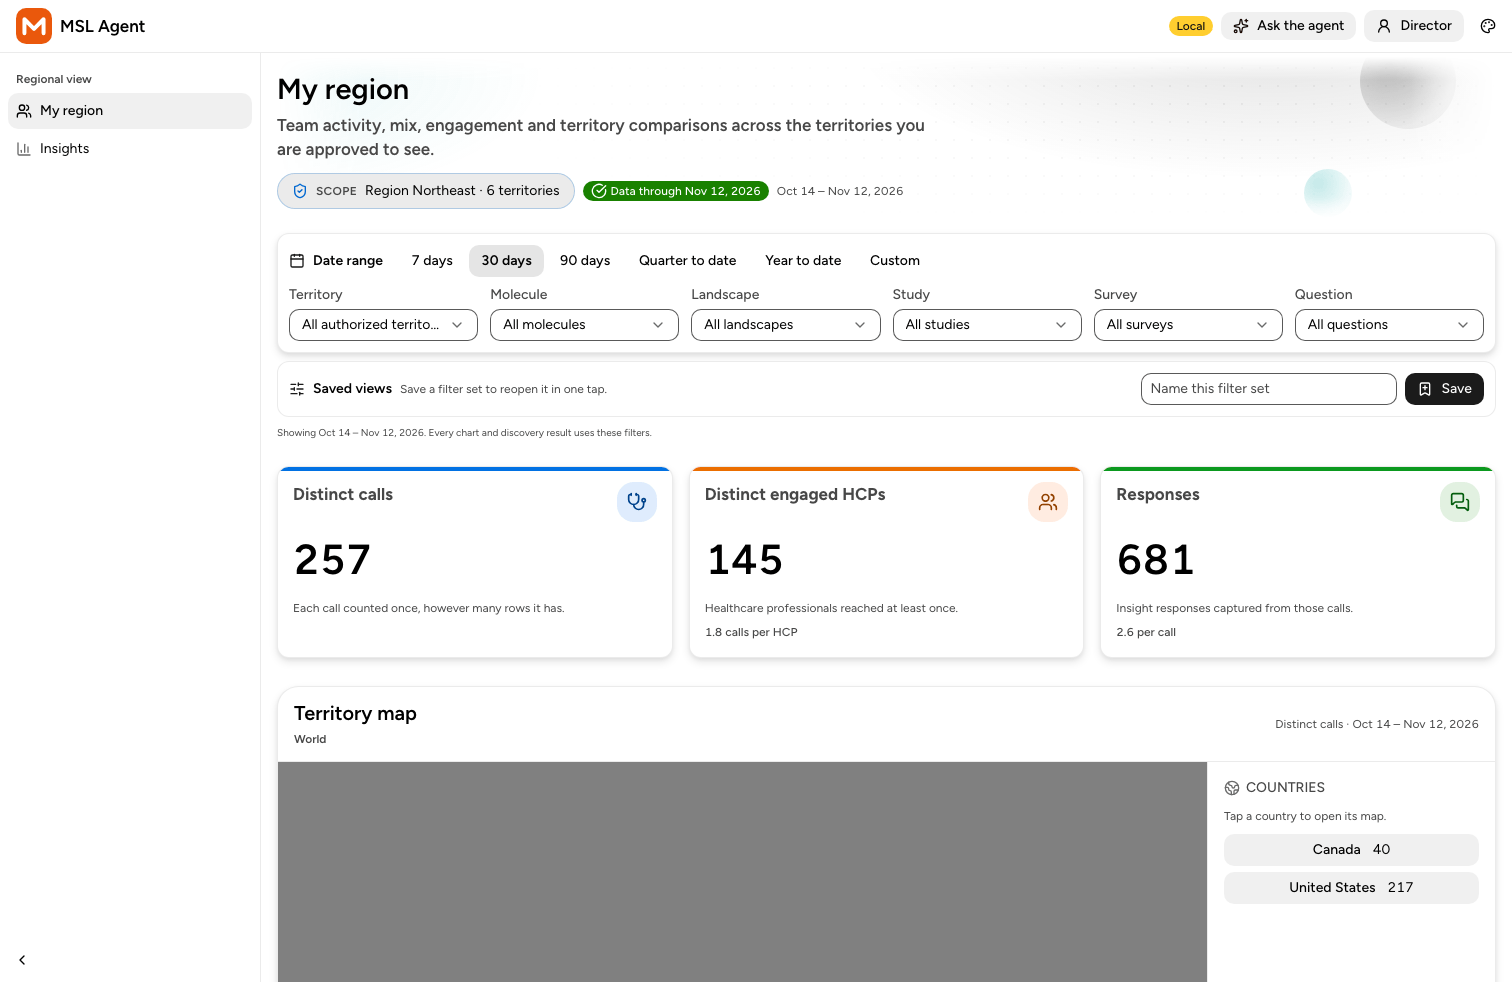 MSL Agent
Local
Ask the agent
Director
Regional view
My region
Insights
My region
Team activity, mix, engagement and territory comparisons across the territories you
are approved to see.
SCOPE Region Northeast · 6 territories
Data through Nov 12, 2026
Oct 14 – Nov 12, 2026
Date range
7 days
30 days
90 days
Quarter to date
Year to date
Custom
Territory
Molecule
Landscape
Study
Survey
Question
All authorized territo...
All molecules
All landscapes
All studies
All surveys
All questions
Saved views
Save a filter set to reopen it in one tap.
Name this filter set
Save
Showing Oct 14 – Nov 12, 2026. Every chart and discovery result uses these filters.
Distinct calls
257
Each call counted once, however many rows it has.
Distinct engaged HCPs
145
Healthcare professionals reached at least once.
1.8 calls per HCP
Responses
681
Insight responses captured from those calls.
2.6 per call
Territory map
World
Distinct calls · Oct 14 – Nov 12, 2026
COUNTRIES
Tap a country to open its map.
Canada 40
United States 217